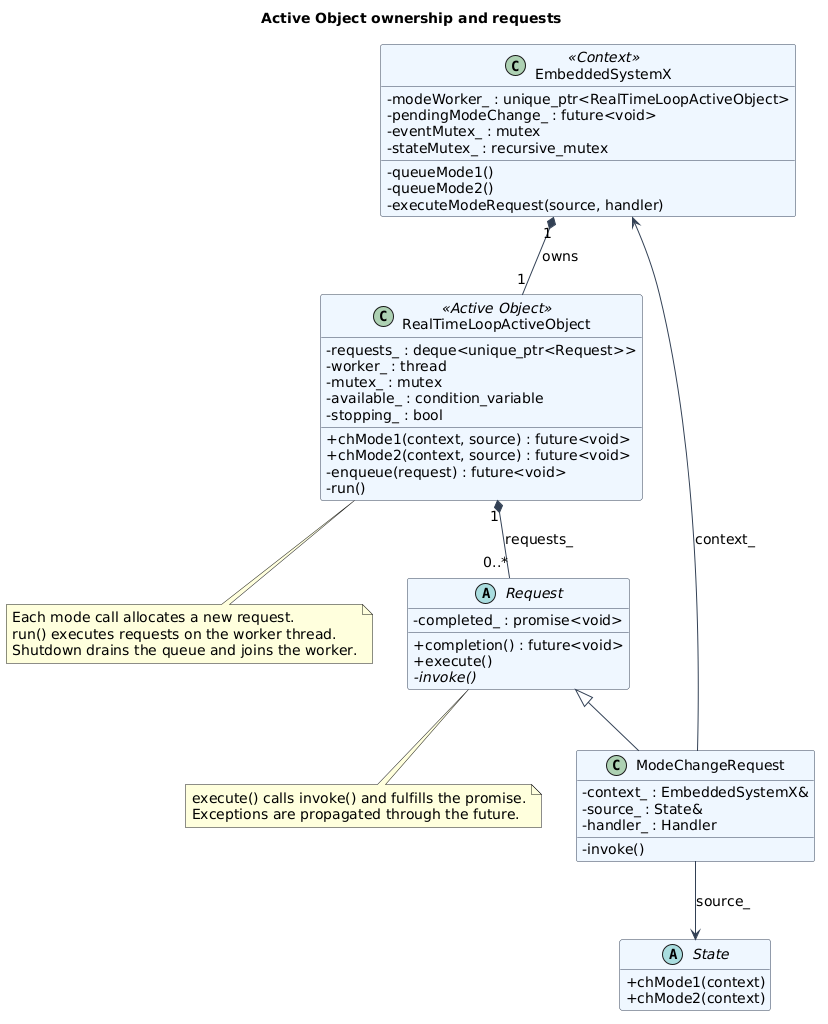 Active Object ownership and requests
C
«Context»
EmbeddedSystemX
-modeWorker_ : unique_ptr<RealTimeLoopActiveObject>
-pendingModeChange_ : future<void>
-eventMutex_ : mutex
-stateMutex_ : recursive_mutex
-queueMode1()
-queueMode2()
-executeModeRequest(source, handler)
1
owns
1
C
«Active Object»
RealTimeLoopActiveObject
-requests_ : deque<unique_ptr<Request>>
-worker_ : thread
-mutex_ : mutex
-available_ : condition_variable
-stopping_ : bool
+chMode1(context, source) : future<void>
+chMode2(context, source) : future<void>
-enqueue(request) : future<void>
-run()
1
requests_
context_
0..*
Each mode call allocates a new request.
run() executes requests on the worker thread.
Shutdown drains the queue and joins the worker.
A Request
-completed_ : promise<void>
+completion() : future<void>
+execute()
-invoke()
execute() calls invoke() and fulfills the promise.
Exceptions are propagated through the future.
C ModeChangeRequest
-context_ : EmbeddedSystemX&
-source_ : State&
-handler_ : Handler
-invoke()
source_
A State
+chMode1(context)
+chMode2(context)